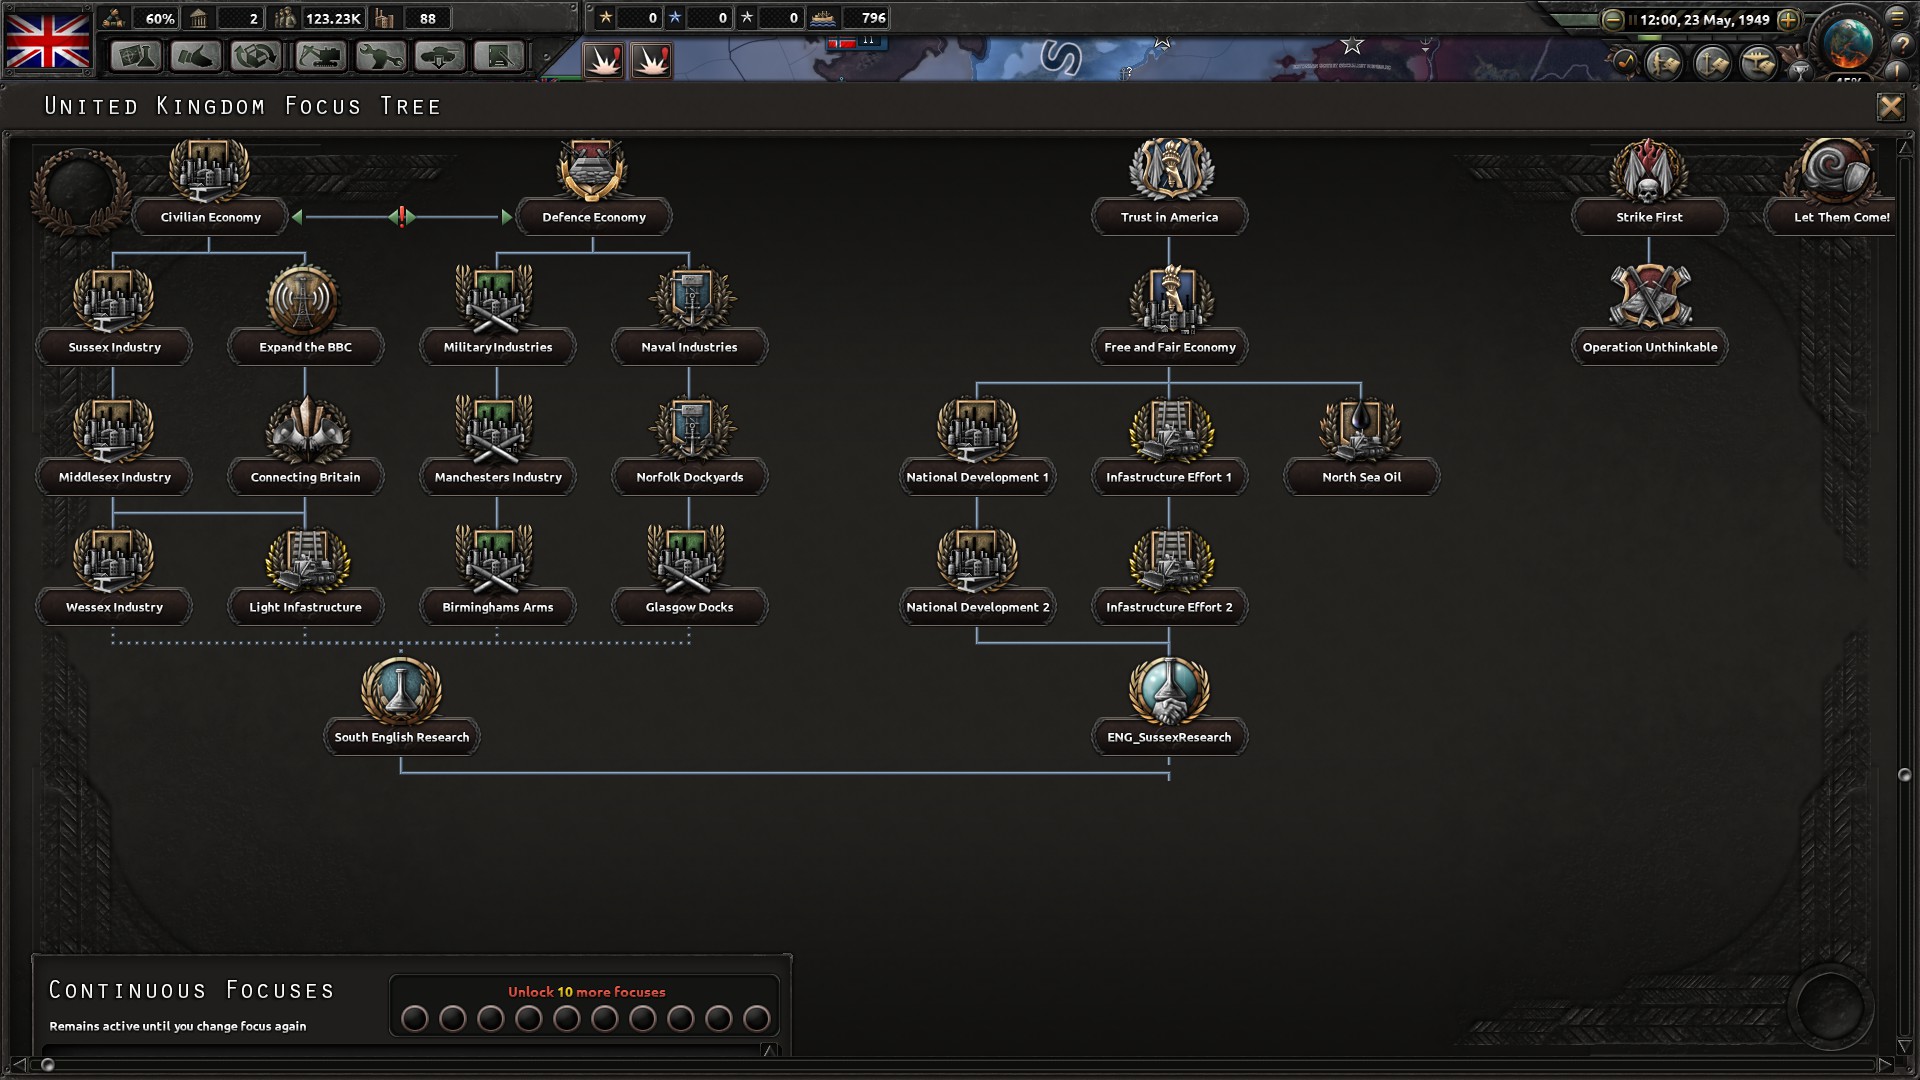 60%
2
123.23K
88
0
0
0
796
12:00, 23 May, 1949
11
S
?
?
!
United Kingdom Focus Tree
Civilian Economy
Defence Economy
Trust in America
Strike First
Let Them Come!
Sussex Industry
Expand the BBC
Military Industries
Naval Industries
Free and Fair Economy
Operation Unthinkable
Middlesex Industry
Connecting Britain
Manchesters Industry
Norfolk Dockyards
National Development 1
Infastructure Effort 1
North Sea Oil
Wessex Industry
Light Infastructure
Birminghams Arms
Glasgow Docks
National Development 2
Infastructure Effort 2
South English Research
ENG_SussexResearch
Continuous Focuses
Unlock 10 more focuses
Remains active until you change focus again